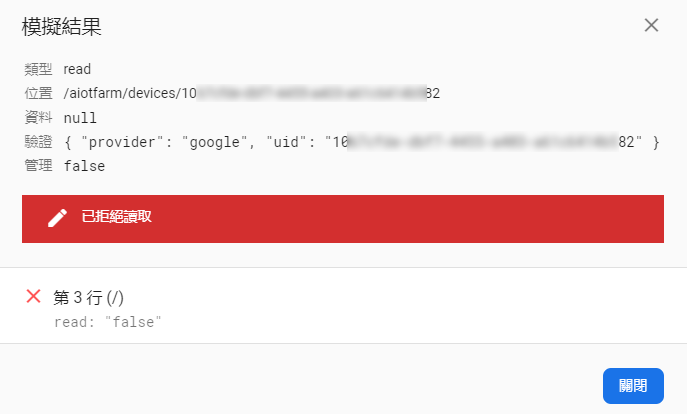 模擬結果
類型 read
位置 /aiotfarm/devices/10 82
資料 null
驗證 { "provider": "google", "uid": "10 82" }
管理 false
已拒絕讀取
第 3 行 (/)
read: "false"
關閉